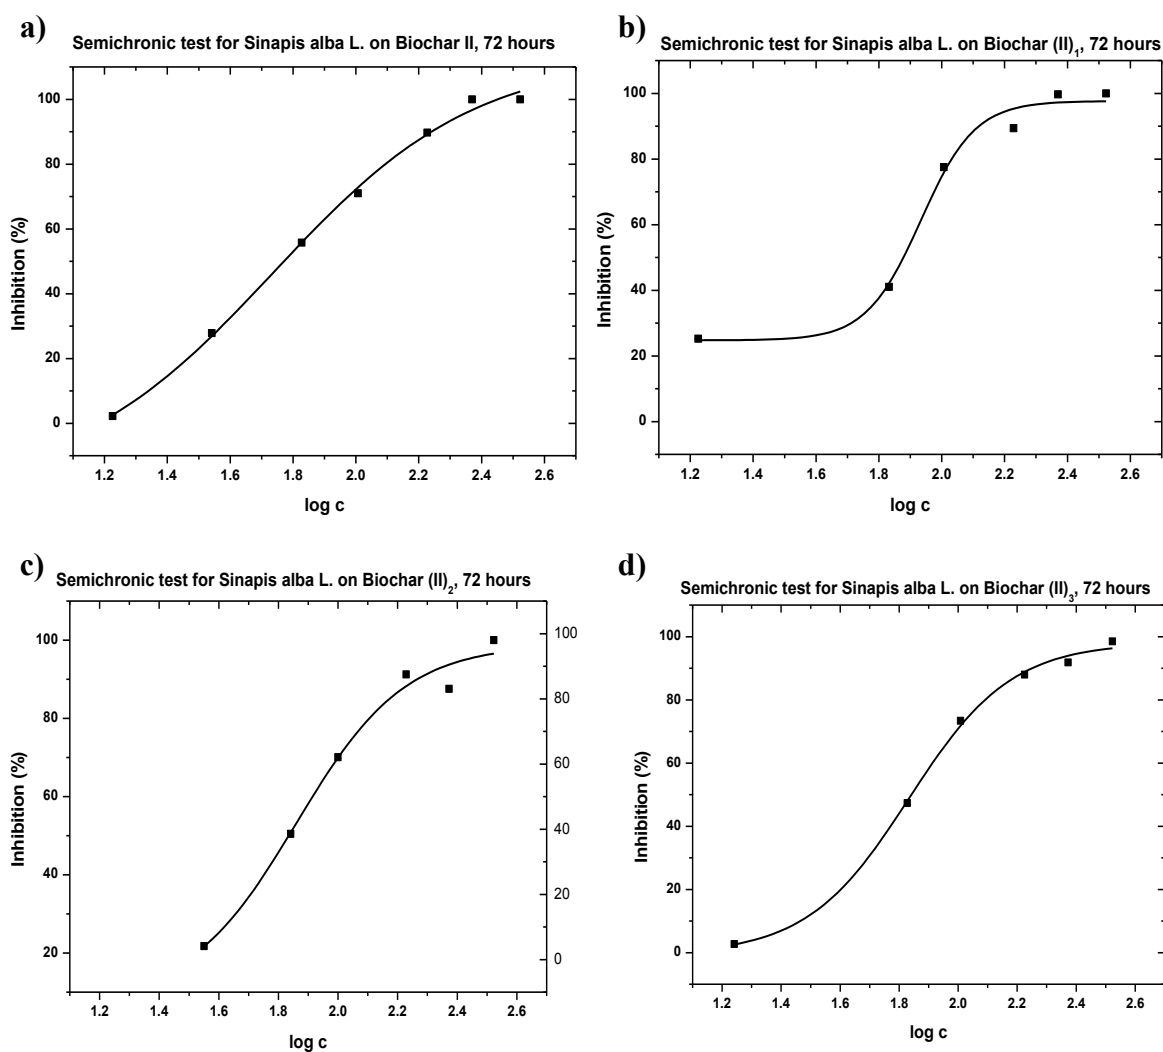 a)
Semichronic test for Sinapis alba L. on Biochar II, 72 hours
Inhibition (%)
100
80
60
40
20
0
1.2 1.4 1.6 1.8 2.0 2.2 2.4 2.6
log c
b)
Semichronic test for Sinapis alba L. on Biochar (II)₁, 72 hours
Inhibition (%)
100
80
60
40
20
0
1.2 1.4 1.6 1.8 2.0 2.2 2.4 2.6
log c
c)
Semichronic test for Sinapis alba L. on Biochar (II)₂, 72 hours
Inhibition (%)
100
80
60
40
20
100
80
60
40
20
0
1.2 1.4 1.6 1.8 2.0 2.2 2.4 2.6
log c
d)
Semichronic test for Sinapis alba L. on Biochar (II)₃, 72 hours
Inhibition (%)
100
80
60
40
20
0
1.2 1.4 1.6 1.8 2.0 2.2 2.4 2.6
log c